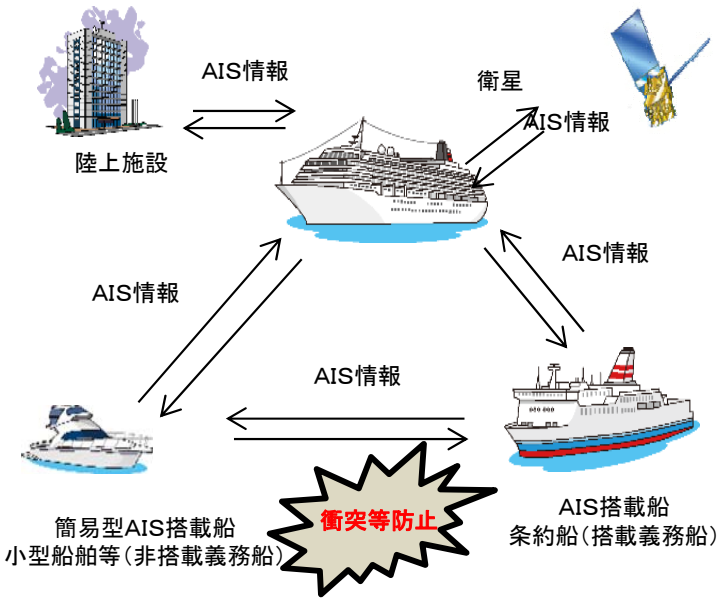 AIS情報
衛星
AIS情報
陸上施設
AIS情報
AIS情報
AIS情報
衝突等防止
AIS搭載船
条約船（搭載義務船）
簡易型AIS搭載船
小型船舶等（非搭載義務船）